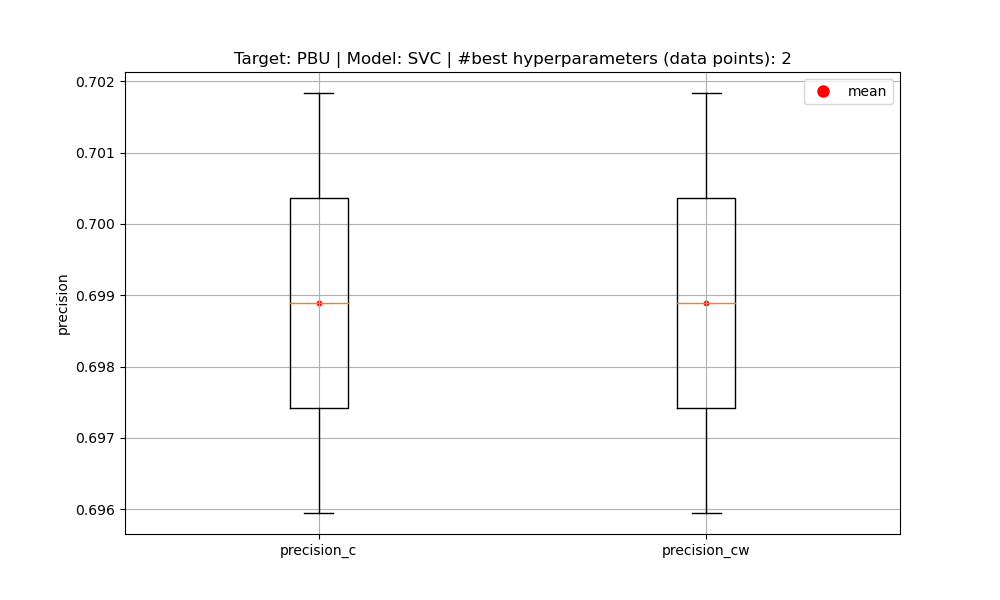 Target: PBU | Model: SVC | #best hyperparameters (data points): 2
mean
0.702
0.701
0.700
0.699
0.698
0.697
0.696
precision
precision_c
precision_cw